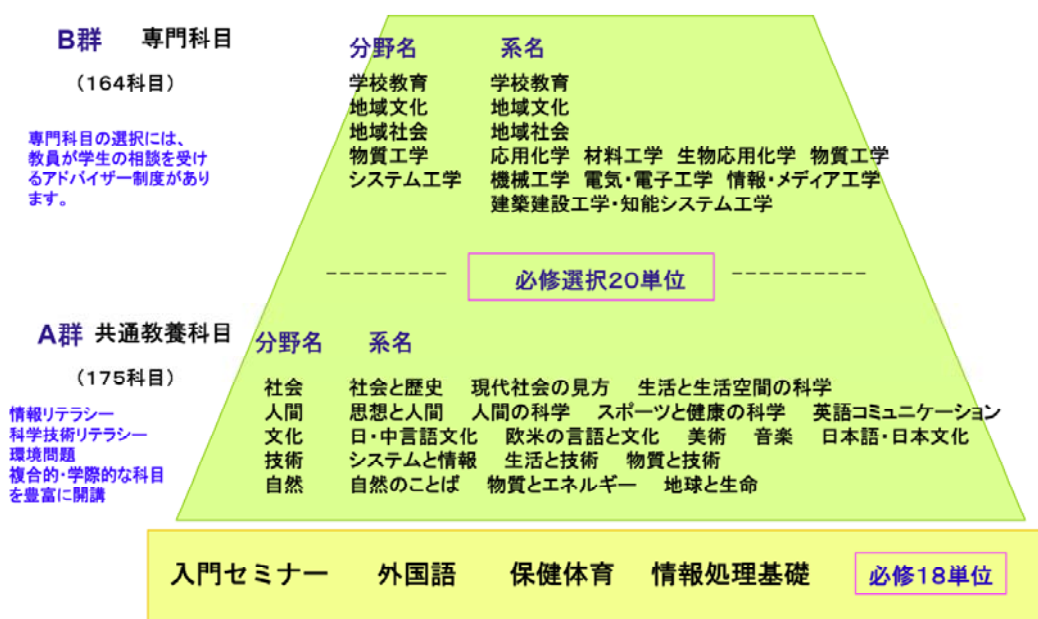 B群 専門科目
(164科目)
専門科目の選択には、
教員が学生の相談を受け
るアドバイザー制度があり
ます。
分野名 系名
学校教育 学校教育
地域文化 地域文化
地域社会 地域社会
物質工学 応用化学 材料工学 生物応用化学 物質工学
システム工学 機械工学 電気・電子工学 情報・メディア工学
建築建設工学・知能システム工学
必修選択20単位
A群 共通教養科目
(175科目)
情報リテラシー
科学技術リテラシー
環境問題
複合的・学際的な科目
を豊富に開講
分野名 系名
社会 社会と歴史 現代社会の見方 生活と生活空間の科学
人間 思想と人間 人間の科学 スポーツと健康の科学 英語コミュニケーション
文化 日・中言語文化 欧米の言語と文化 美術 音楽 日本語・日本文化
技術 システムと情報 生活と技術 物質と技術
自然 自然のことば 物質とエネルギー 地球と生命
入門セミナー 外国語 保健体育 情報処理基礎 必修18単位